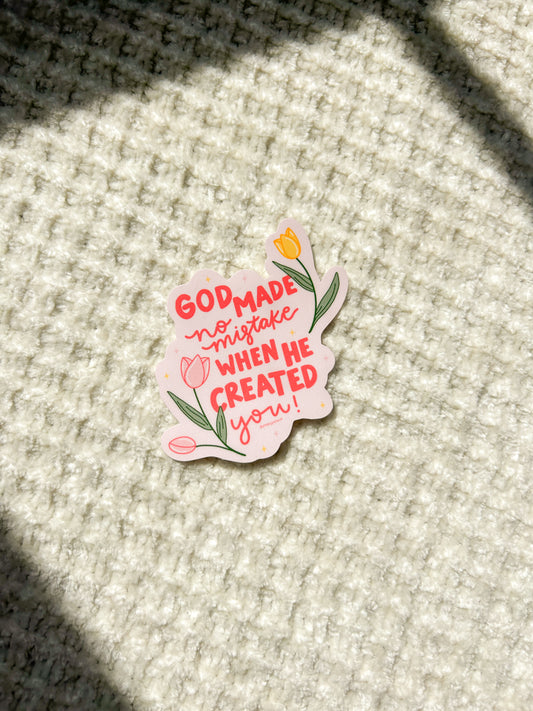 GOD MADE
no
mistake
WHEN HE
CREATED
you!